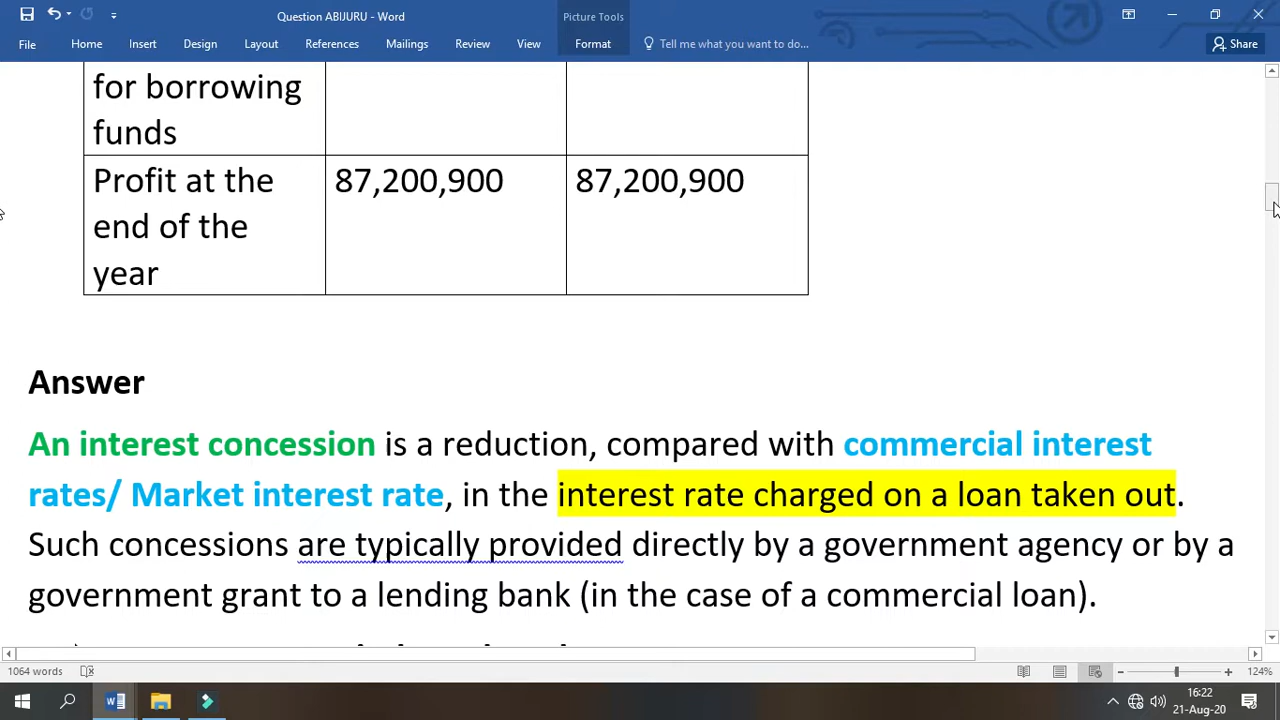 Question ABIJURU - Word
Picture Tools
File
Home
Insert
Design
Layout
References
Mailings
Review
View
Format
Tell me what you want to do...
Share
for borrowing
funds
Profit at the
end of the
year
87,200,900
87,200,900
Answer
An interest concession is a reduction, compared with commercial interest
rates/ Market interest rate, in the interest rate charged on a loan taken out.
Such concessions are typically provided directly by a government agency or by a
government grant to a lending bank (in the case of a commercial loan).
1064 words
124%
16:22
21-Aug-20